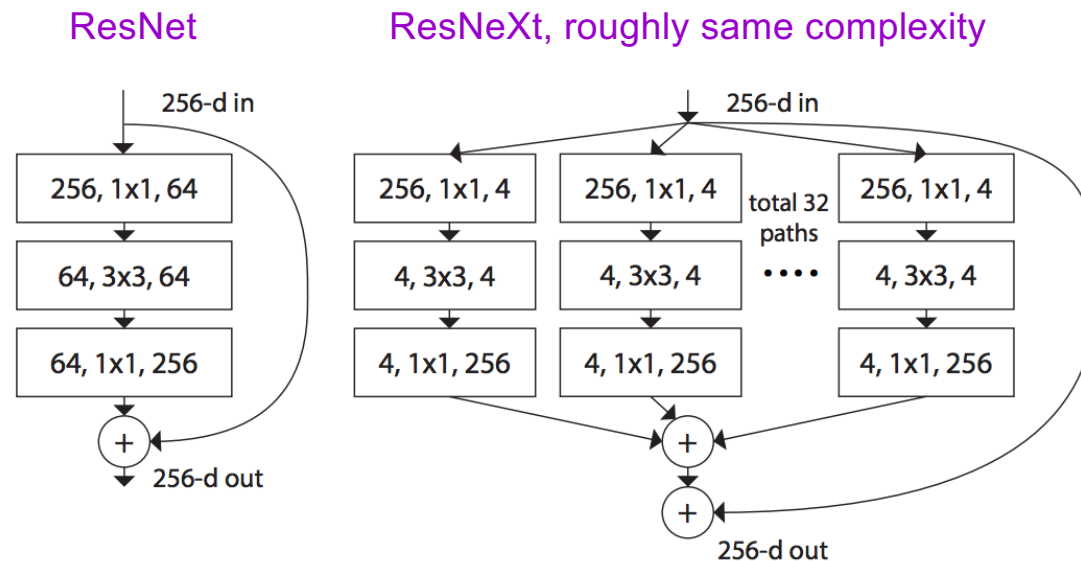 ResNet
256-d in
256, 1x1, 64
64, 3x3, 64
64, 1x1, 256
+
256-d out
ResNeXt, roughly same complexity
256-d in
256, 1x1, 4
256, 1x1, 4
total 32
paths
256, 1x1, 4
4, 3x3, 4
4, 3x3, 4
....
4, 3x3, 4
4, 1x1, 256
4, 1x1, 256
4, 1x1, 256
+
+
256-d out